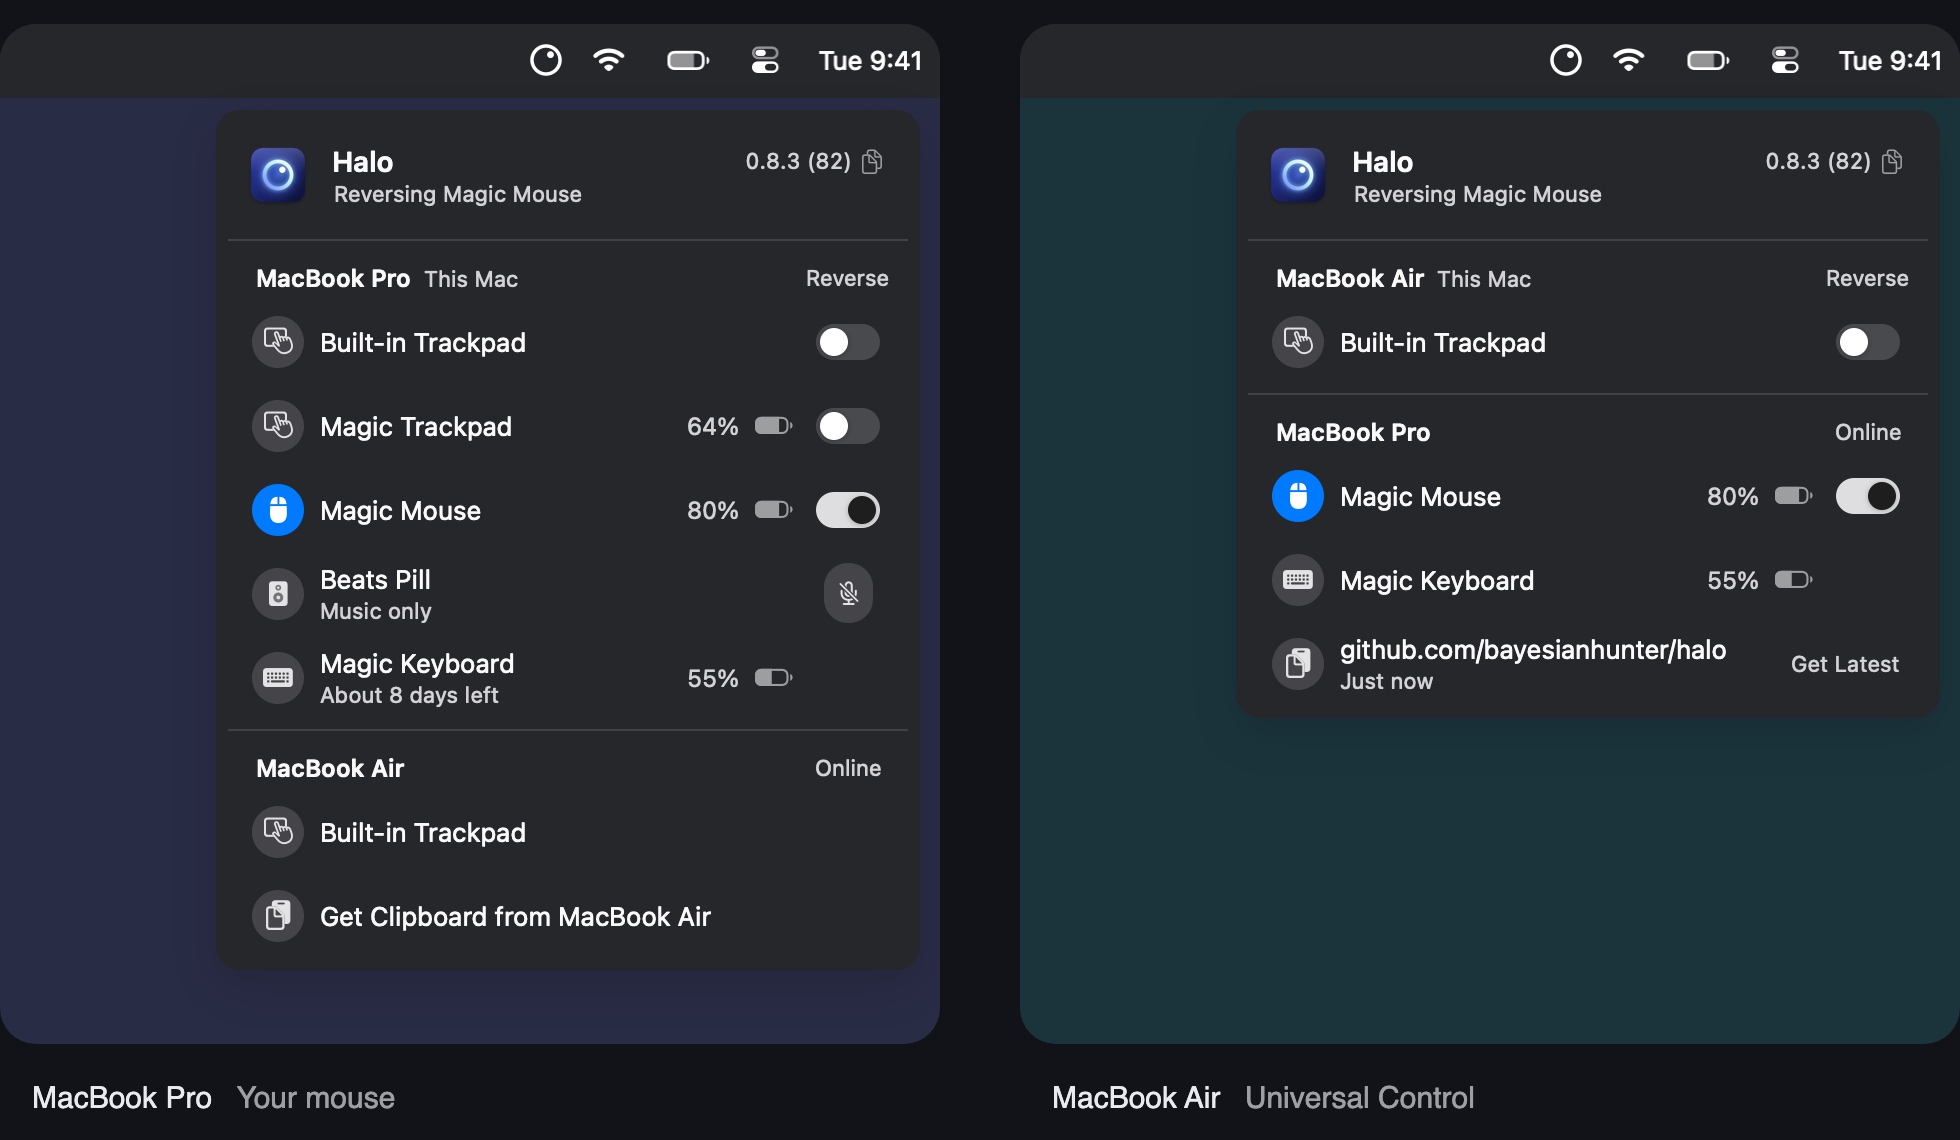 Tue 9:41
Halo
0.8.3 (82)
Reversing Magic Mouse
MacBook Pro This Mac
Reverse
Built-in Trackpad
Magic Trackpad
64%
Magic Mouse
80%
Beats Pill
Music only
Magic Keyboard
About 8 days left
55%
MacBook Air
Online
Built-in Trackpad
Get Clipboard from MacBook Air
MacBook Pro Your mouse
Tue 9:41
Halo
0.8.3 (82)
Reversing Magic Mouse
MacBook Air This Mac
Reverse
Built-in Trackpad
MacBook Pro
Online
Magic Mouse
80%
Magic Keyboard
55%
github.com/bayesianhunter/halo
Just now
Get Latest
MacBook Air Universal Control